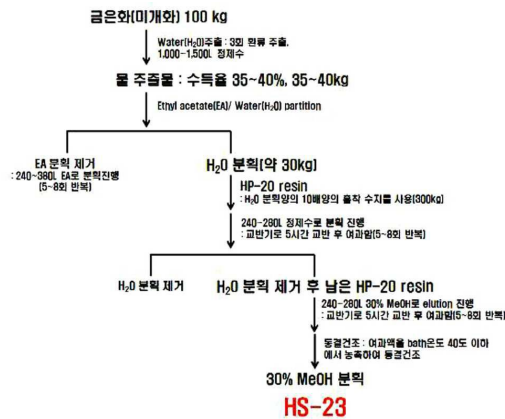 금은화(미개화) 100 kg
Water(H₂O)추출 : 3회 환류 추출,
1,000~1,500L 정제수
물 추출물 : 수득율 35~40%, 35~40kg
Ethyl acetate(EA)/ Water(H₂O) partition
EA 분획 제거
: 240~380L EA로 분획진행
(5~8회 반복)
H₂O 분획(약 30kg)
HP-20 resin
: H₂O 분획양의 10배양의 흡착 수지를 사용(300kg)
240-280L 정제수로 분획 진행
: 교반기로 5시간 교반 후 여과함(5~8회 반복)
H₂O 분획 제거
H₂O 분획 제거 후 남은 HP-20 resin
240-280L 30% MeOH로 elution 진행
: 교반기로 5시간 교반 후 여과함(5~8회 반복)
동결건조 : 여과액을 bath온도 40도 이하
에서 농축하여 동결건조
30% MeOH 분획
HS-23